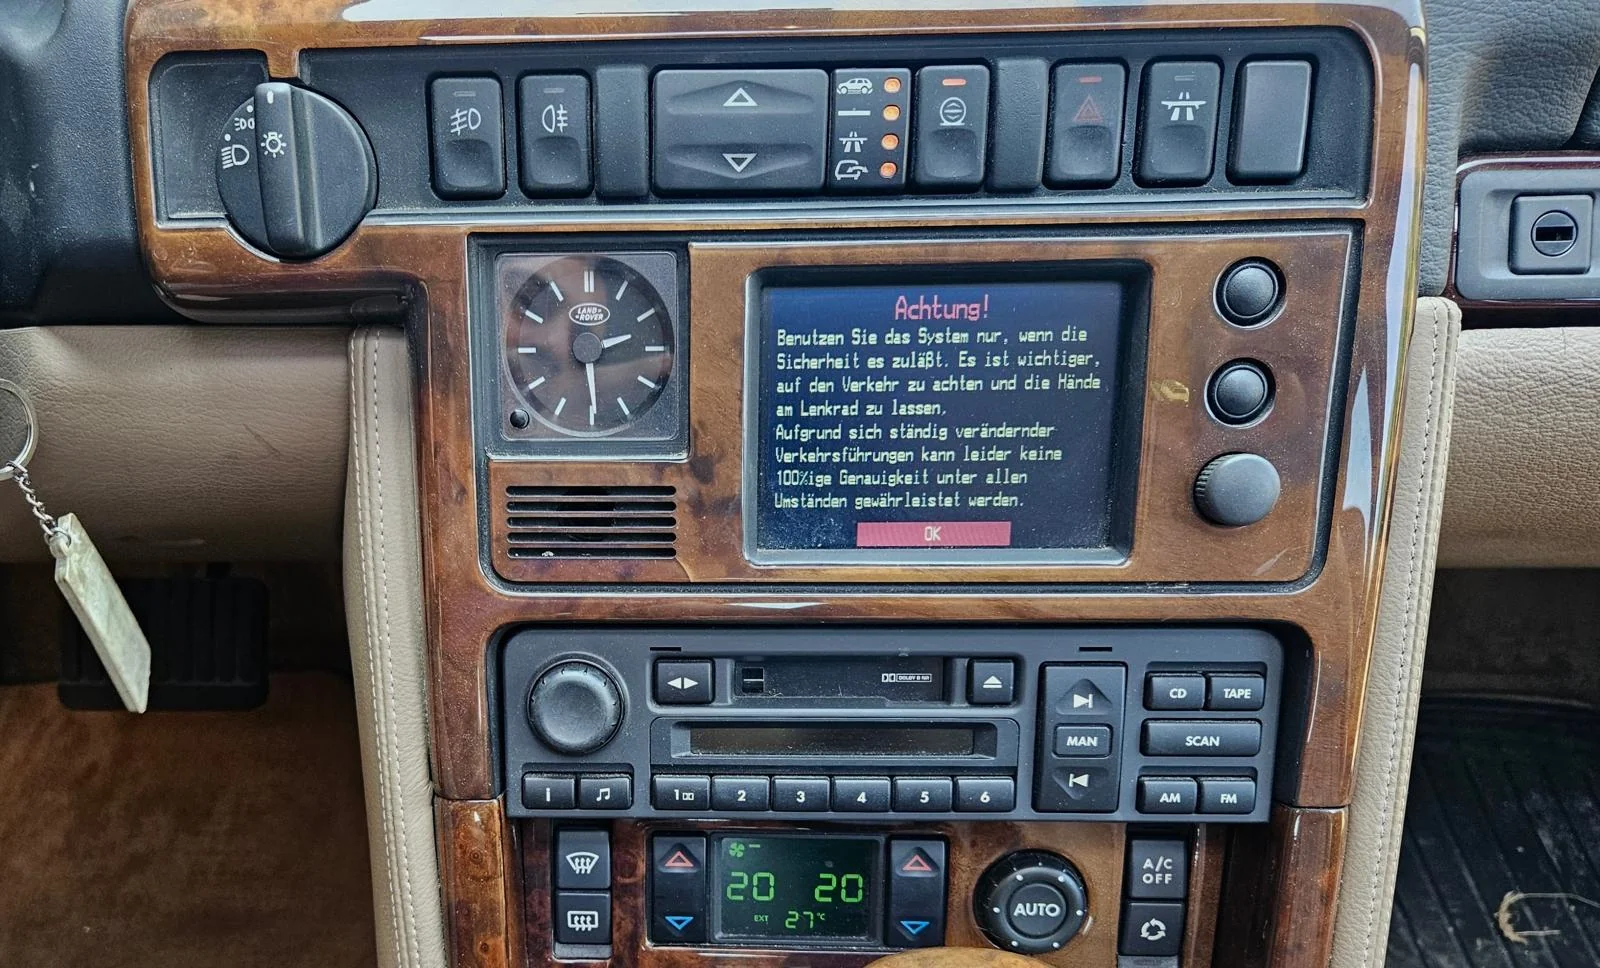 LAND-
-ROVER
Achtung!
Benutzen Sie das System nur, wenn die
Sicherheit es zuläßt. Es ist wichtiger,
auf den Verkehr zu achten und die Hände
am Lenkrad zu lassen.
Aufgrund sich ständig verändernder
Verkehrsführungen kann leider keine
100%ige Genauigkeit unter allen
Umständen gewährleistet werden.
OK
DOLBY B NR
CD TAPE
MAN SCAN
i 1 2 3 4 5 6 AM FM
A/C
OFF
20 20
AUTO
EXT 27°C